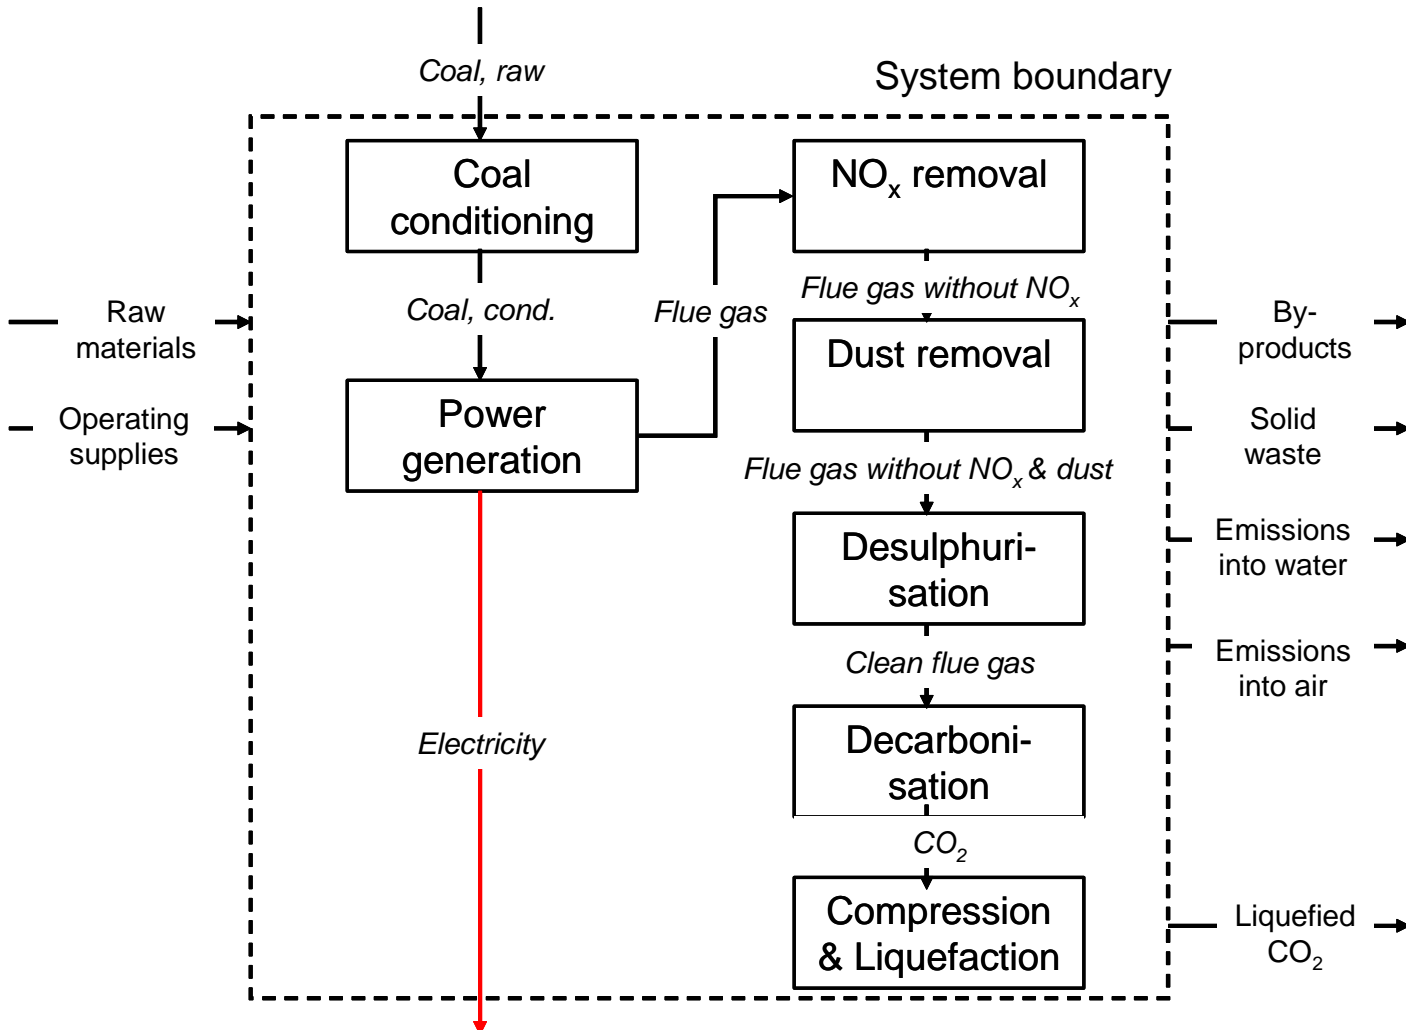 Coal, raw
System boundary
Coal
conditioning
NOx removal
Raw
materials
Coal, cond.
Flue gas
Flue gas without NOx
By-
products
Dust removal
Operating
supplies
Power
generation
Solid
waste
Flue gas without NOx & dust
Desulphuri-
sation
Emissions
into water
Clean flue gas
Emissions
into air
Electricity
Decarboni-
sation
CO2
Compression
& Liquefaction
Liquefied
CO2